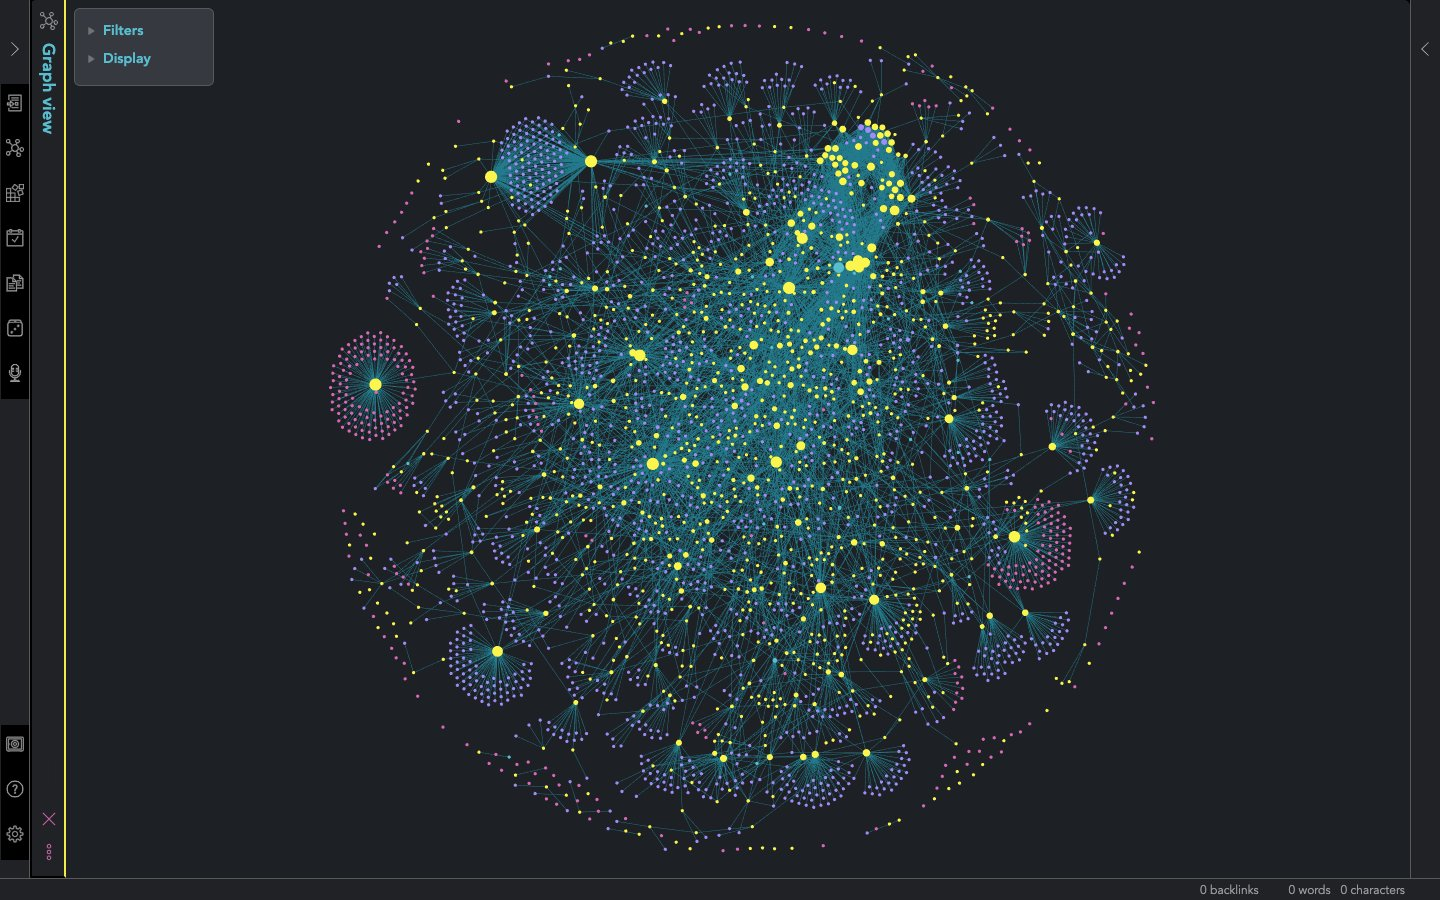 Graph view
Filters
Display
0 backlinks 0 words 0 characters